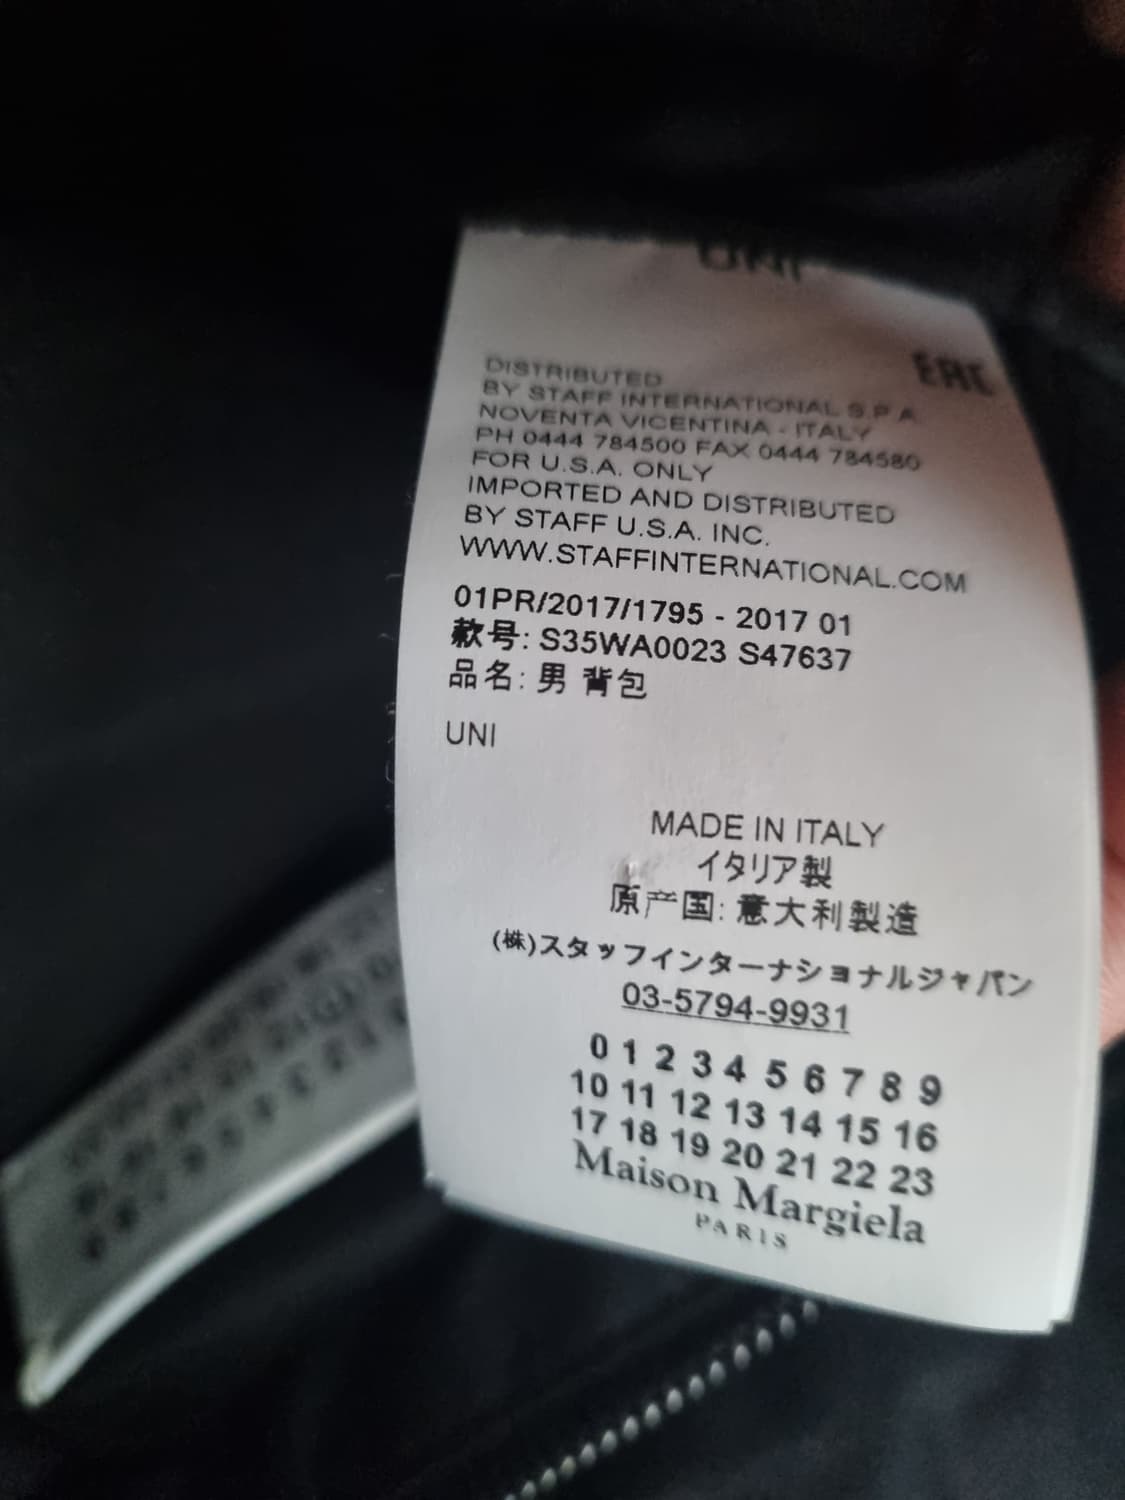 UNI
EAC
DISTRIBUTED
BY STAFF INTERNATIONAL S.P.A.
NOVENTA VICENTINA - ITALY
PH 0444 784500 FAX 0444 784580
FOR U.S.A. ONLY
IMPORTED AND DISTRIBUTED
BY STAFF U.S.A. INC.
WWW.STAFFINTERNATIONAL.COM
01PR/2017/1795 - 2017 01
款号: S35WA0023 S47637
品名: 男 背包
UNI
MADE IN ITALY
イタリア製
原产国: 意大利製造
(株)スタッフインターナショナルジャパン
03-5794-9931
0 1 2 3 4 5 6 7 8 9
10 11 12 13 14 15 16
17 18 19 20 21 22 23
Maison Margiela
PARIS